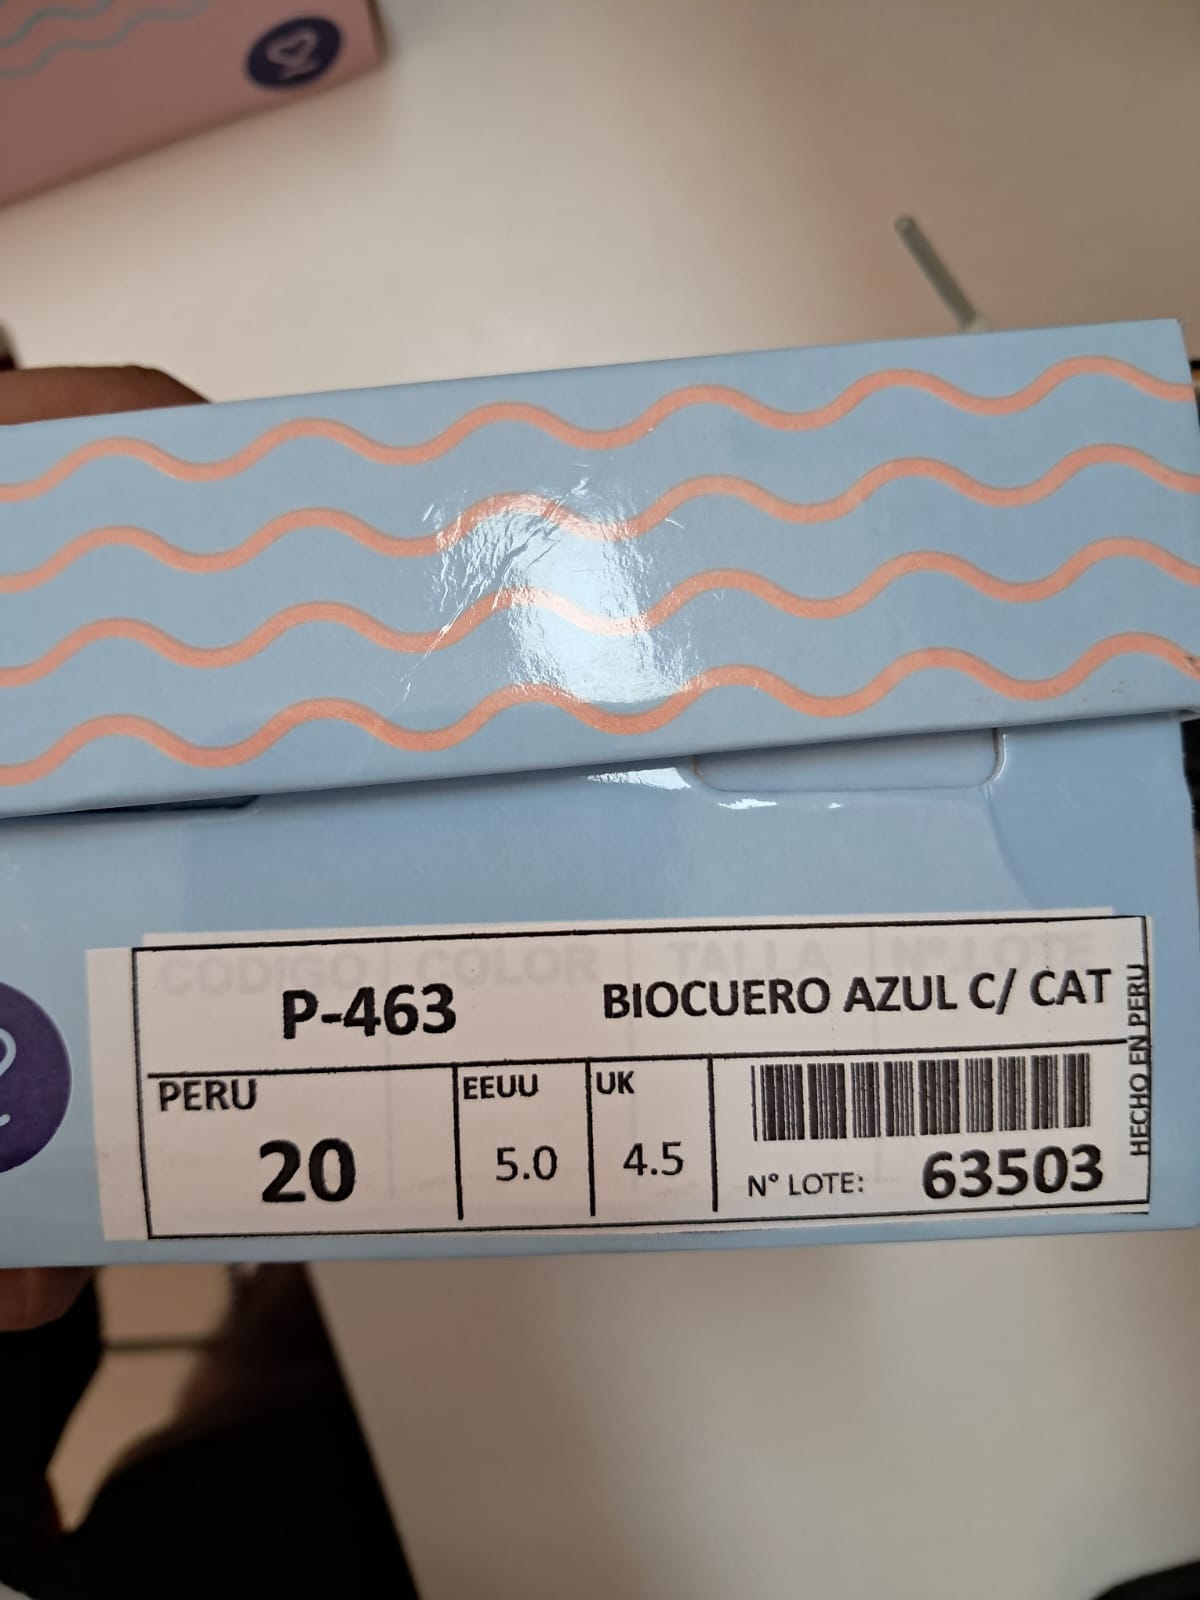 CODIGO COLOR TALLA Nº.LOTE
P-463 BIOCUERO AZUL C/ CAT
PERU EEUU UK
20 5.0 4.5
N° LOTE: 63503
HECHO EN PERU